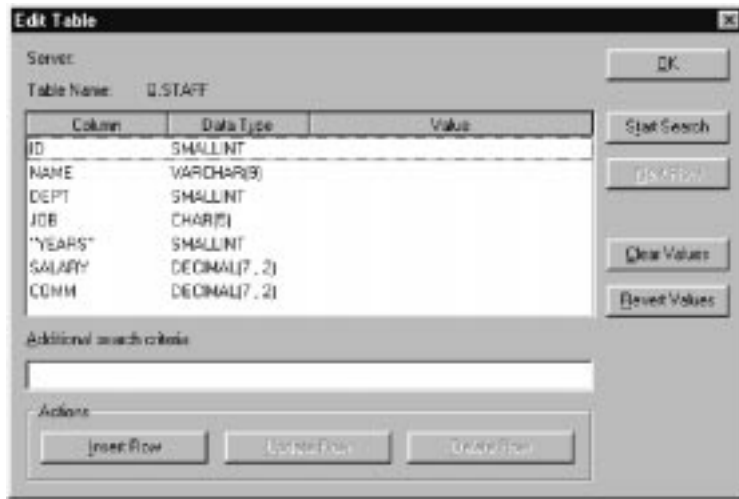 Edit Table
Server:
OK
Table Name: Q.STAFF
Column Data Type Value
Start Search
ID SMALLINT
NAME VARCHAR(9)
Next Row
DEPT SMALLINT
JOB CHAR(5)
"YEARS" SMALLINT
Clear Values
SALARY DECIMAL(7, 2)
COMM DECIMAL(7, 2)
Revert Values
Additional search criteria
Actions
Insert Row Update Row Delete Row